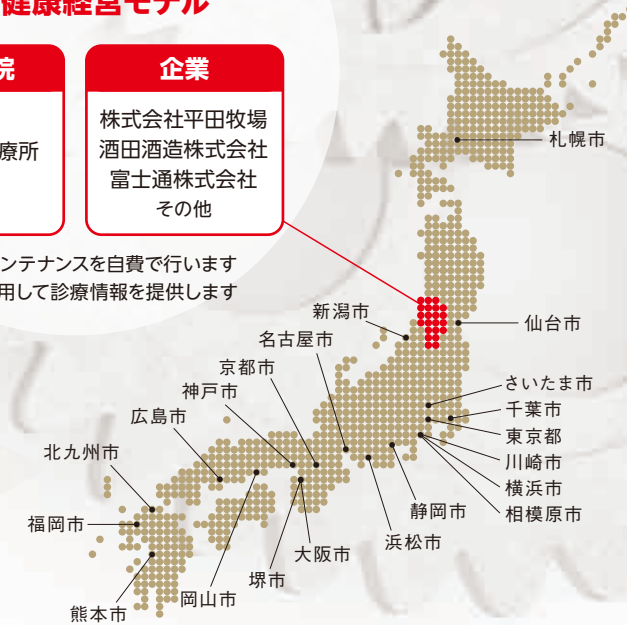 健康経営モデル
院
療所
企業
株式会社平田牧場
酒田酒造株式会社
富士通株式会社
その他
ンテナンスを自費で行います
用して診療情報を提供します
札幌市
新潟市
仙台市
名古屋市
京都市
神戸市
広島市
北九州市
福岡市
熊本市
岡山市
堺市
大阪市
浜松市
静岡市
さいたま市
千葉市
東京都
川崎市
横浜市
相模原市